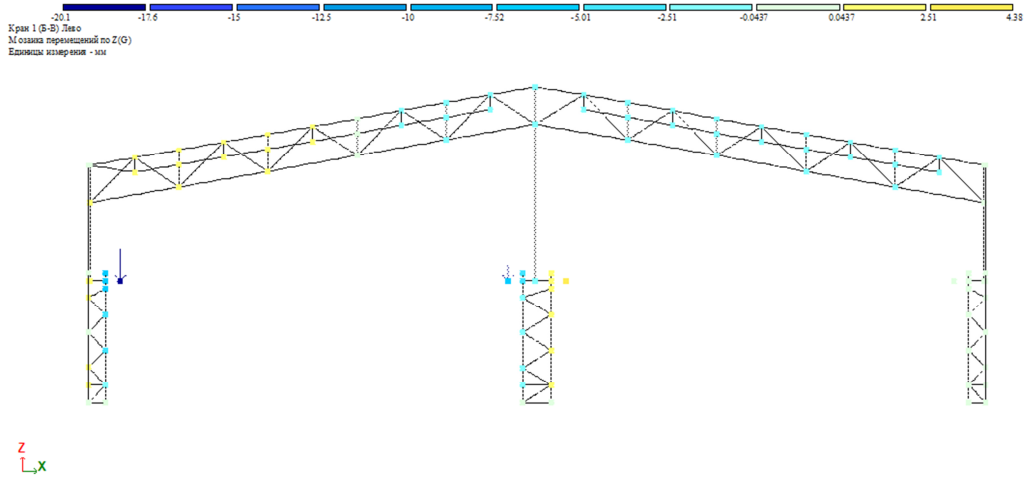 -20.1 -17.6 -15 -12.5 -10 -7.52 -5.01 -2.51 -0.0437 0.0437 2.51 4.38
Кран 1 (Б-В) Лево
Мозаика перемещений по Z(G)
Единицы измерения - мм
Z
X